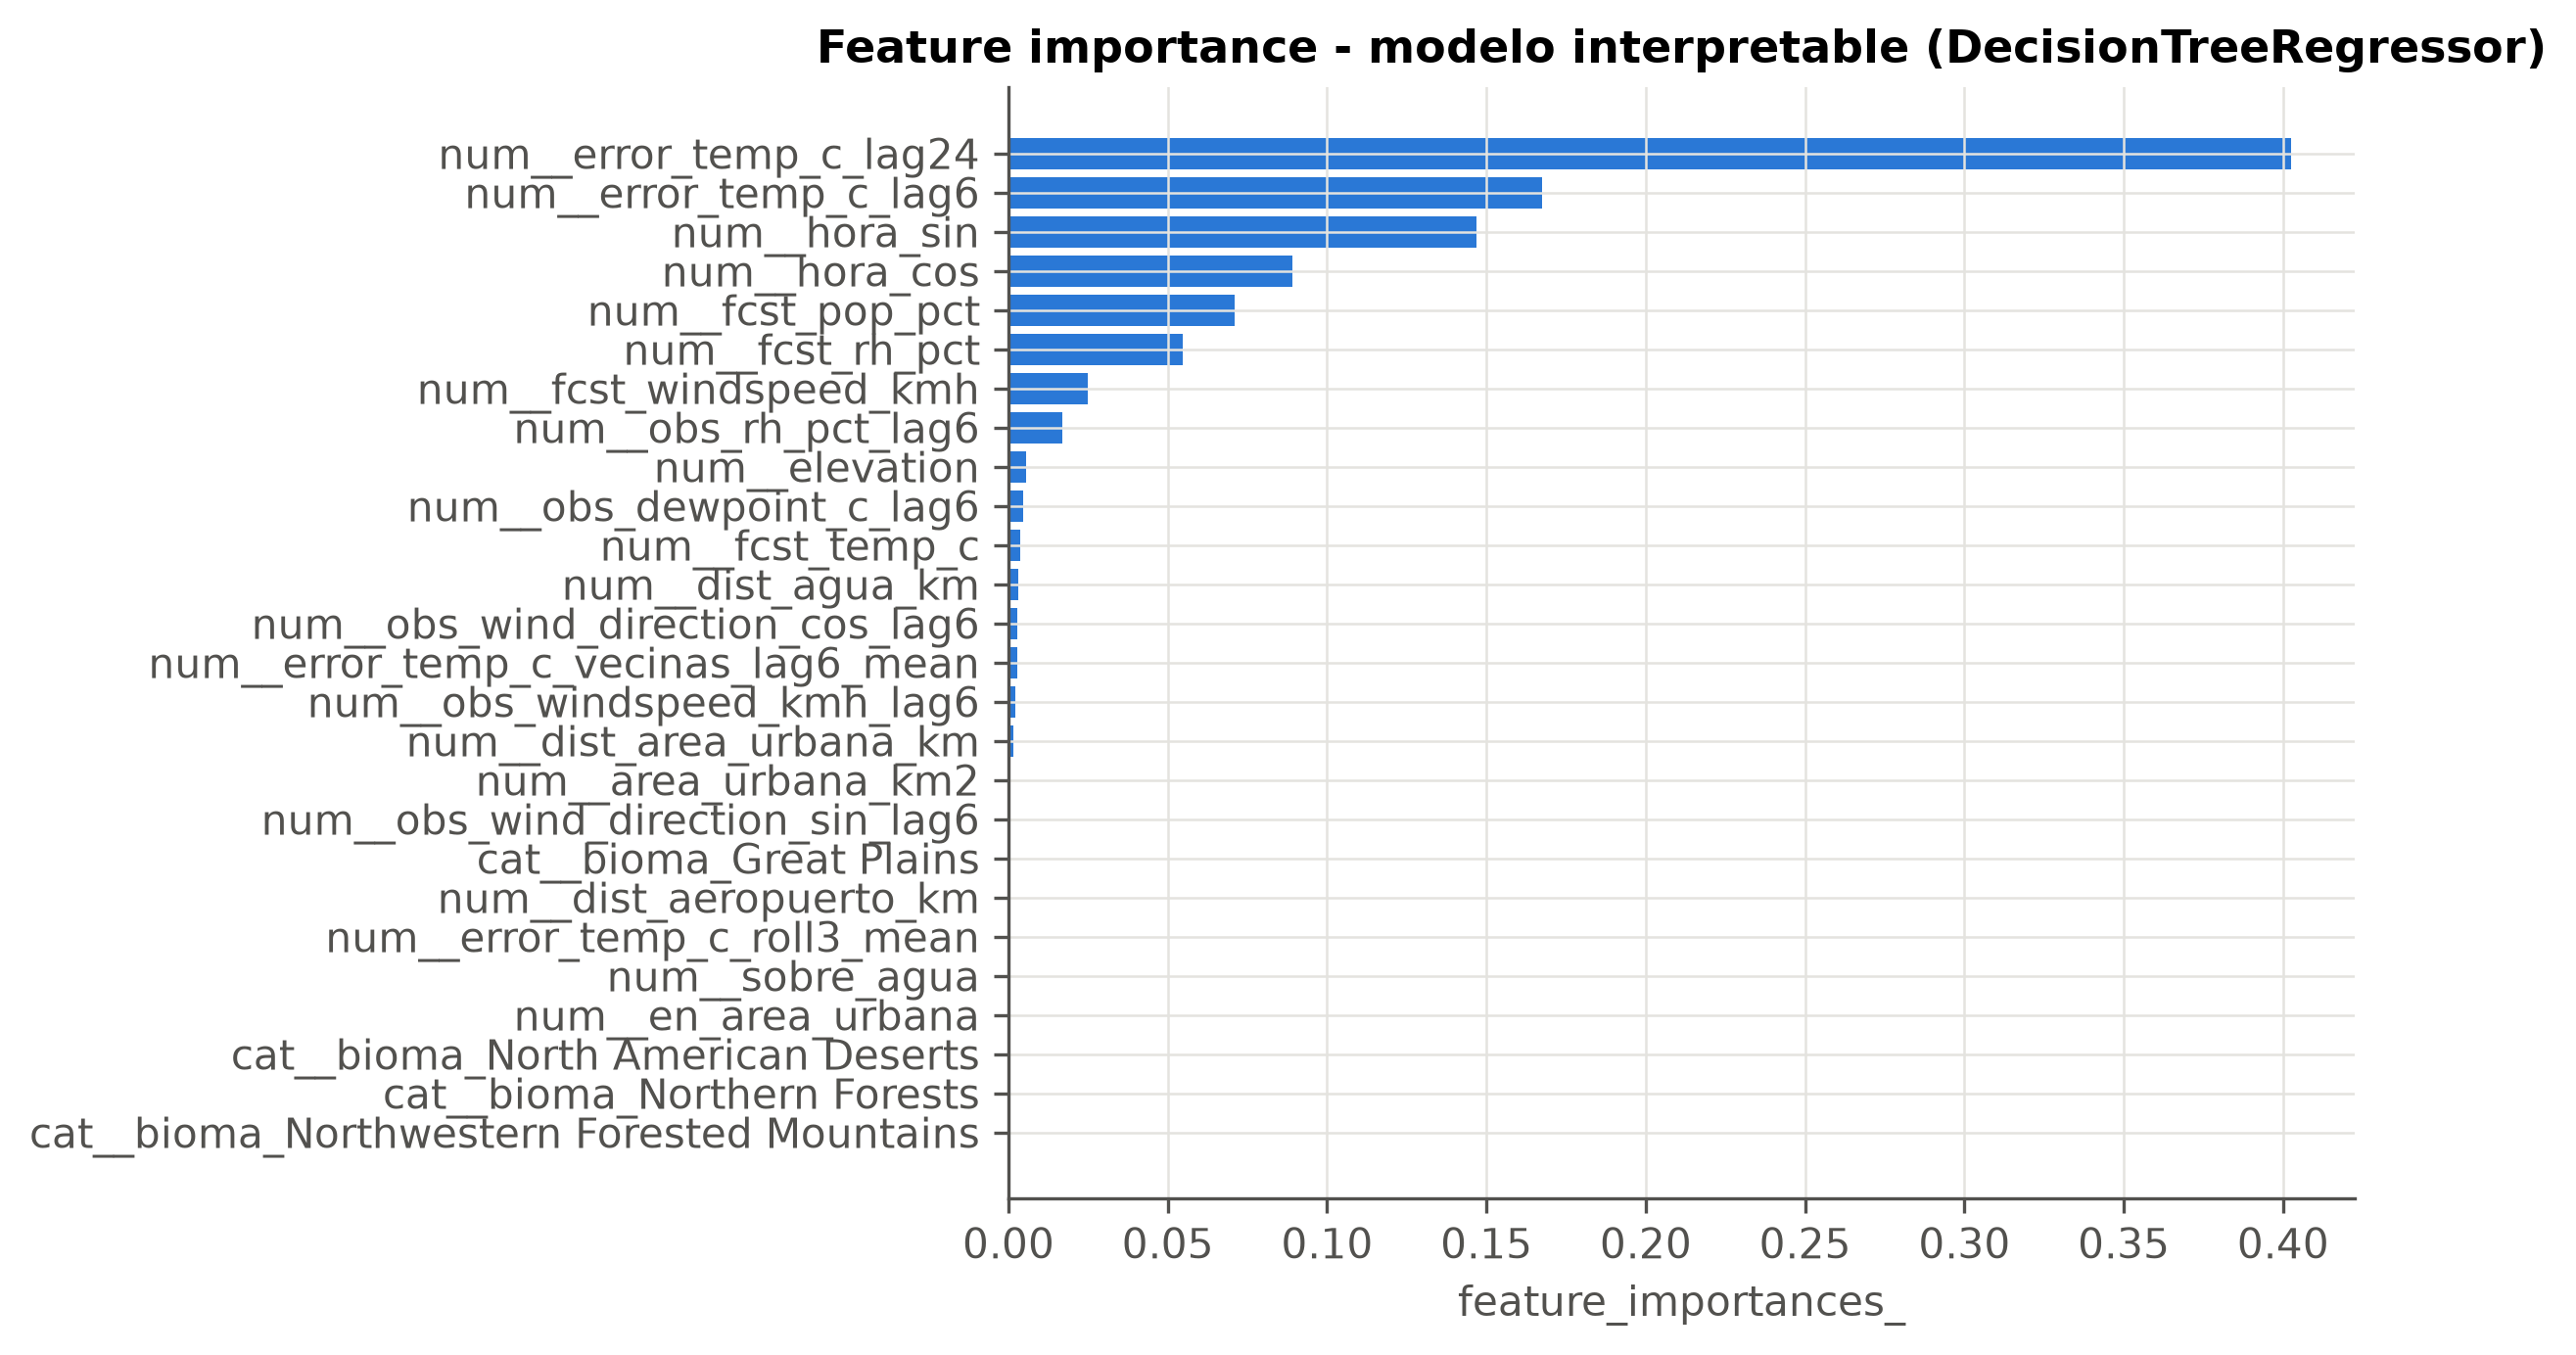 Feature importance - modelo interpretable (DecisionTreeRegressor)
num__error_temp_c_lag24
num__error_temp_c_lag6
num__hora_sin
num__hora_cos
num__fcst_pop_pct
num__fcst_rh_pct
num__fcst_windspeed_kmh
num__obs_rh_pct_lag6
num__elevation
num__obs_dewpoint_c_lag6
num__fcst_temp_c
num__dist_agua_km
num__obs_wind_direction_cos_lag6
num__error_temp_c_vecinas_lag6_mean
num__obs_windspeed_kmh_lag6
num__dist_area_urbana_km
num__area_urbana_km2
num__obs_wind_direction_sin_lag6
cat__bioma_Great Plains
num__dist_aeropuerto_km
num__error_temp_c_roll3_mean
num__sobre_agua
num__en_area_urbana
cat__bioma_North American Deserts
cat__bioma_Northern Forests
cat__bioma_Northwestern Forested Mountains
0.00 0.05 0.10 0.15 0.20 0.25 0.30 0.35 0.40
feature_importances_